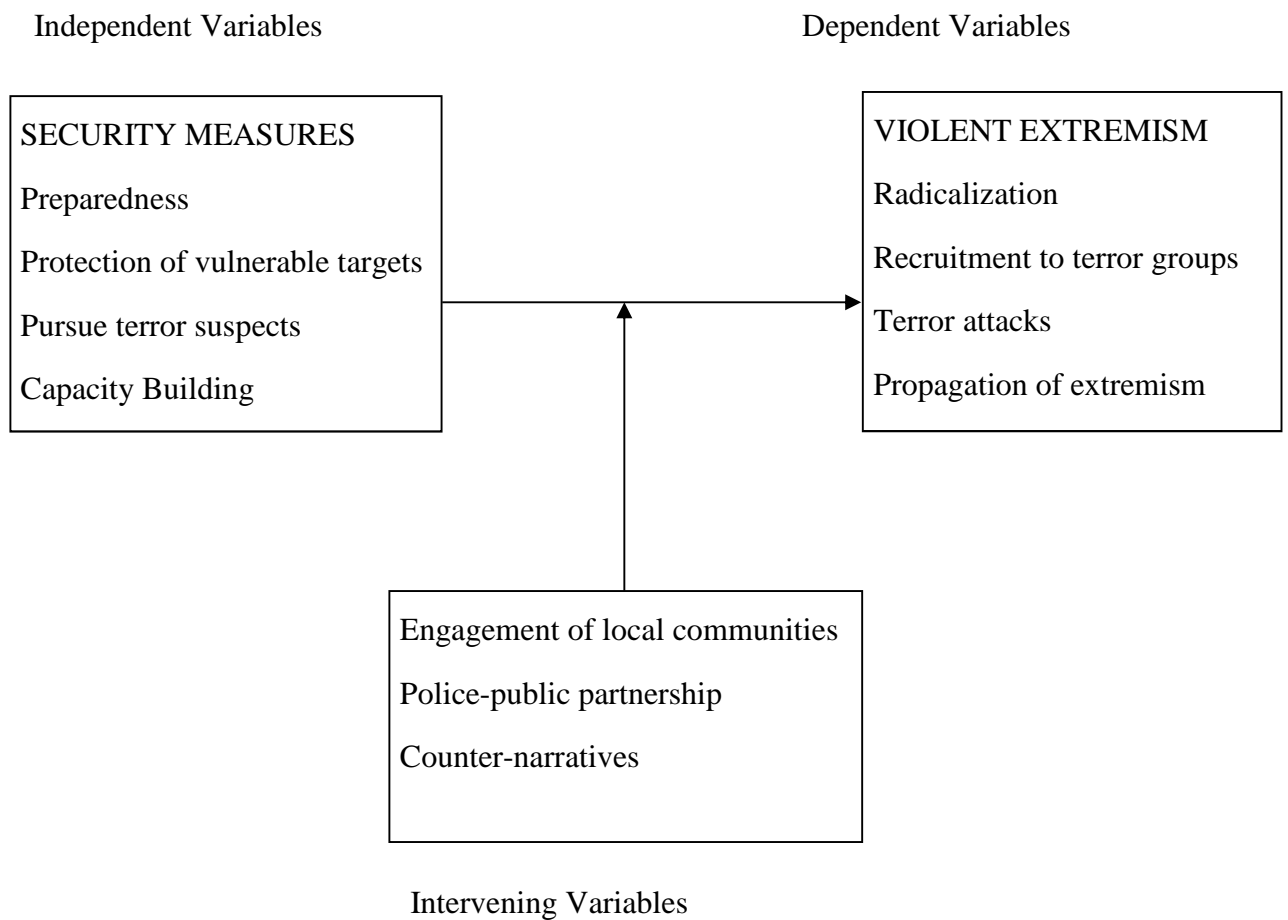 Independent Variables
Dependent Variables
SECURITY MEASURES
Preparedness
Protection of vulnerable targets
Pursue terror suspects
Capacity Building
VIOLENT EXTREMISM
Radicalization
Recruitment to terror groups
Terror attacks
Propagation of extremism
Engagement of local communities
Police-public partnership
Counter-narratives
Intervening Variables